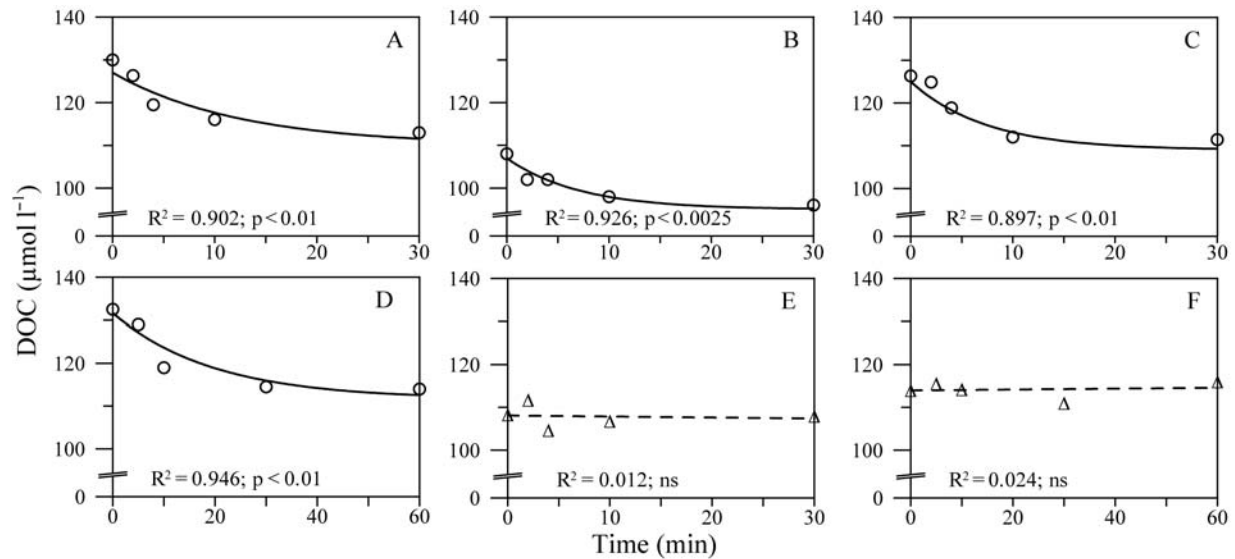 140
120
100
0
A
R² = 0.902; p < 0.01
0 10 20 30
B
140
120
100
0
R² = 0.926; p < 0.0025
0 10 20 30
C
140
120
100
0
R² = 0.897; p < 0.01
0 10 20 30
DOC (μmol l⁻¹)
D
140
120
100
0
R² = 0.946; p < 0.01
0 20 40 60
E
140
120
100
0
R² = 0.012; ns
0 10 20 30
F
140
120
100
0
R² = 0.024; ns
0 20 40 60
Time (min)